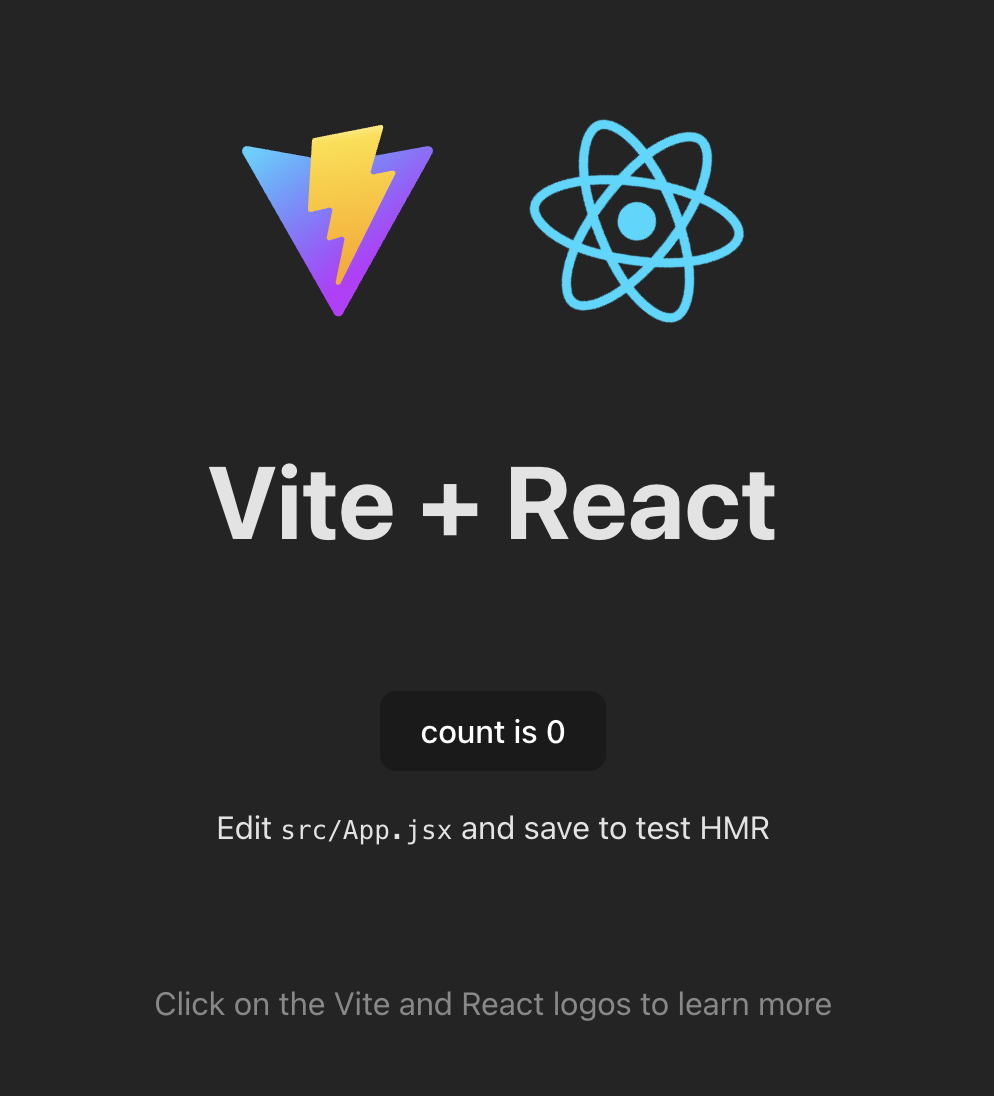 Vite + React
count is 0
Edit src/App.jsx and save to test HMR
Click on the Vite and React logos to learn more